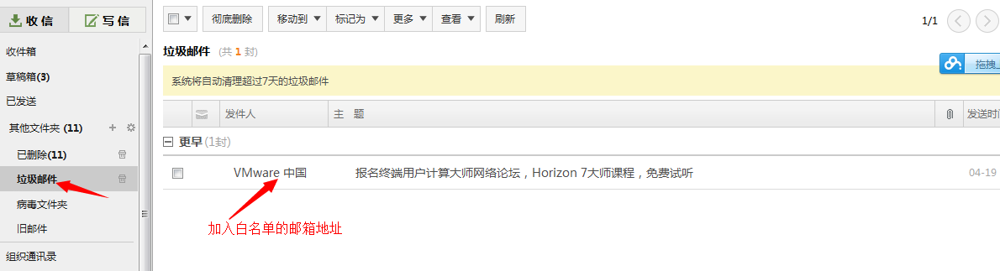 收 信
写 信
收件箱
草稿箱(3)
已发送
其他文件夹 (11)
已删除(11)
垃圾邮件
病毒文件夹
旧邮件
组织通讯录
彻底删除
移动到
标记为
更多
查看
刷新
1/1
垃圾邮件 (共 1 封)
拖拽上
系统将自动清理超过7天的垃圾邮件
发件人
主 题
发送时间
更早(1封)
VMware 中国
报名终端用户计算大师网络论坛，Horizon 7大师课程，免费试听
04-19
加入白名单的邮箱地址